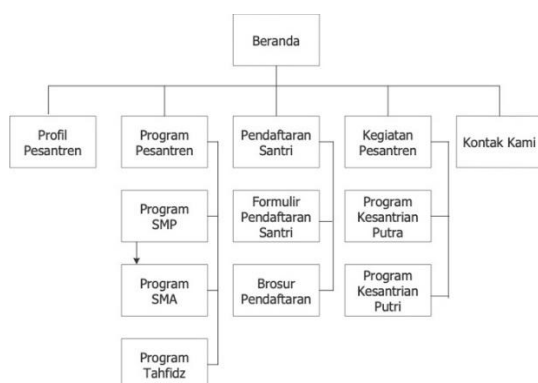 Beranda
Profil
Pesantren
Program
Pesantren
Pendaftaran
Santri
Kegiatan
Pesantren
Kontak Kami
Program
SMP
Formulir
Pendaftaran
Santri
Program
Kesantrian
Putra
Program
SMA
Brosur
Pendaftaran
Program
Kesantrian
Putri
Program
Tahfidz